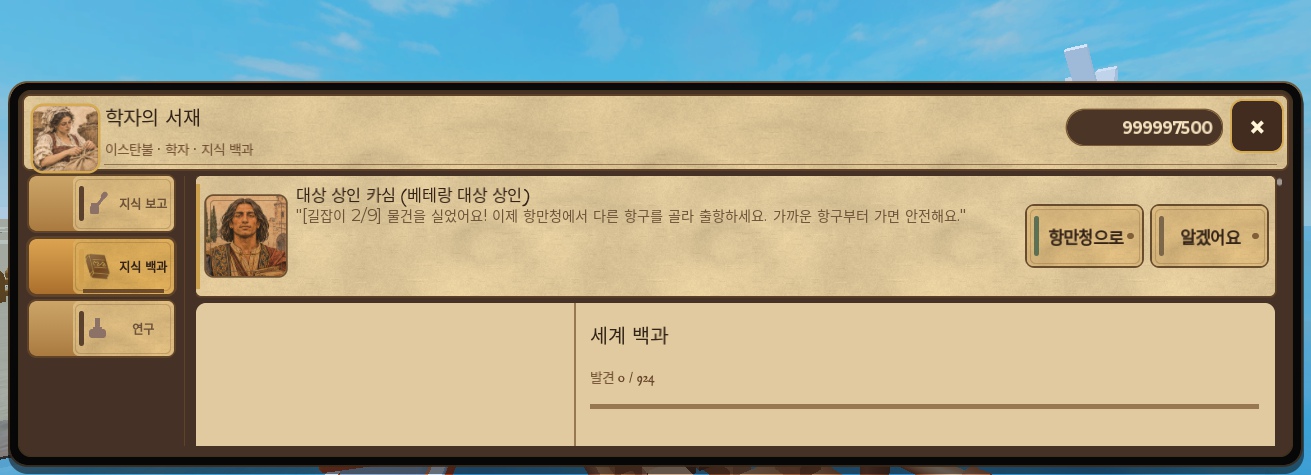 학자의 서재
이스탄불 · 학자 · 지식 백과
999997500
×
지식 보고
지식 백과
연구
대상 상인 카심 (베테랑 대상 상인)
"[길잡이 2/9] 물건을 실었어요! 이제 항만청에서 다른 항구를 골라 출항하세요. 가까운 항구부터 가면 안전해요."
항만청으로
알겠어요
세계 백과
발견 0 / 924